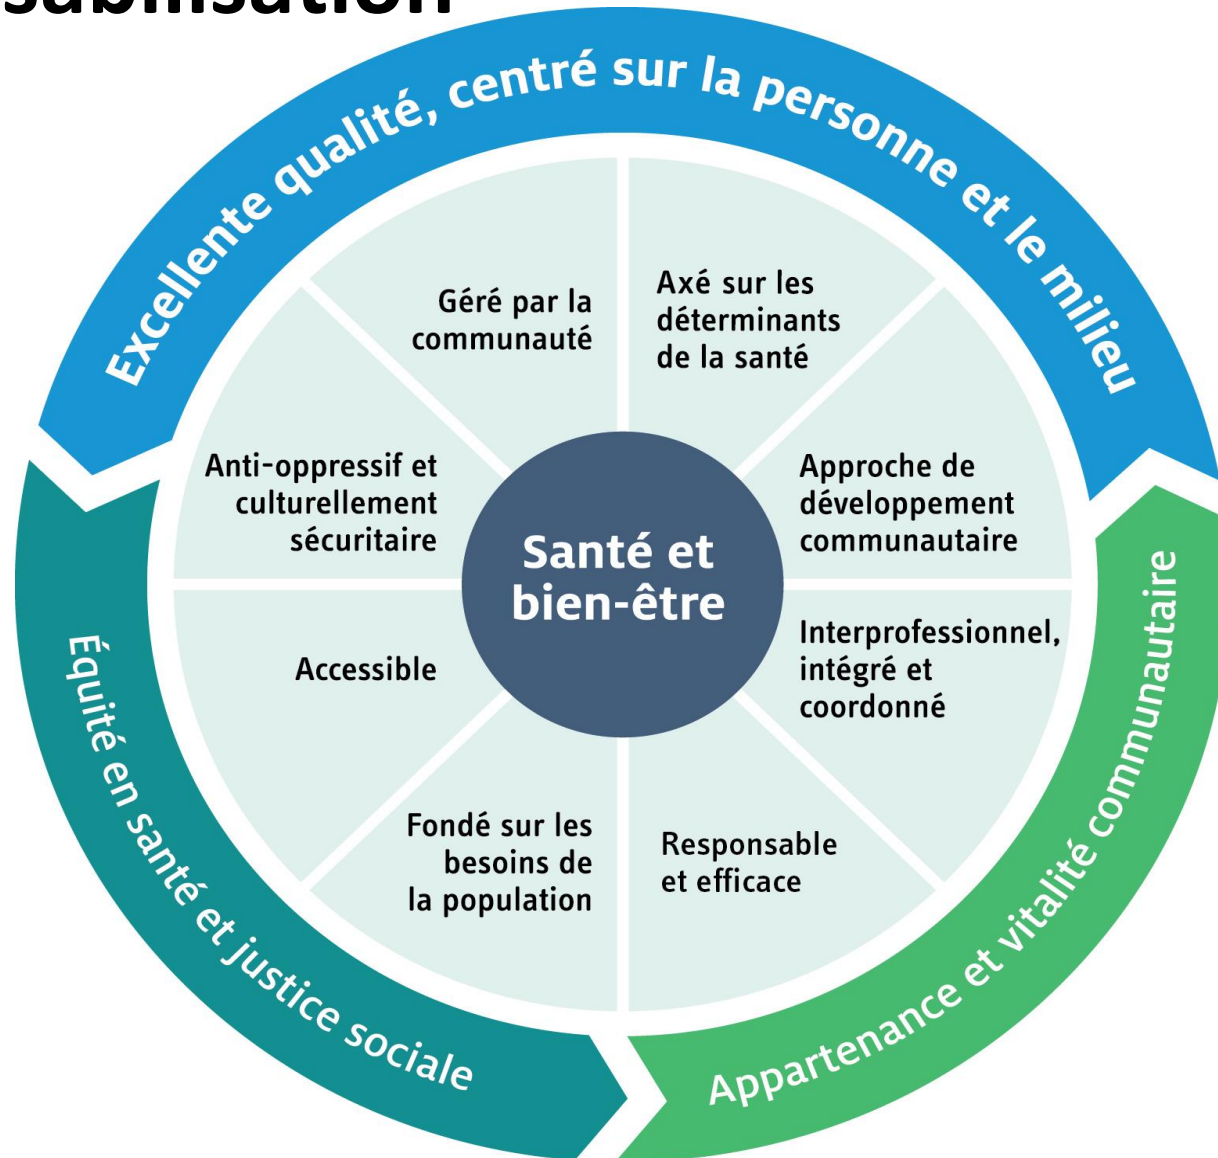 sabilisation
Excellente qualité, centré sur la personne et le milieu
Géré par la
communauté
Axé sur les
déterminants
de la santé
Anti-oppressif et
culturellement
sécuritaire
Approche de
développement
communautaire
Santé et
bien-être
Accessible
Interprofessionnel,
intégré et
coordonné
Fondé sur les
besoins de
la population
Responsable
et efficace
Équité en santé et justice sociale
Appartenance et vitalité communautaire